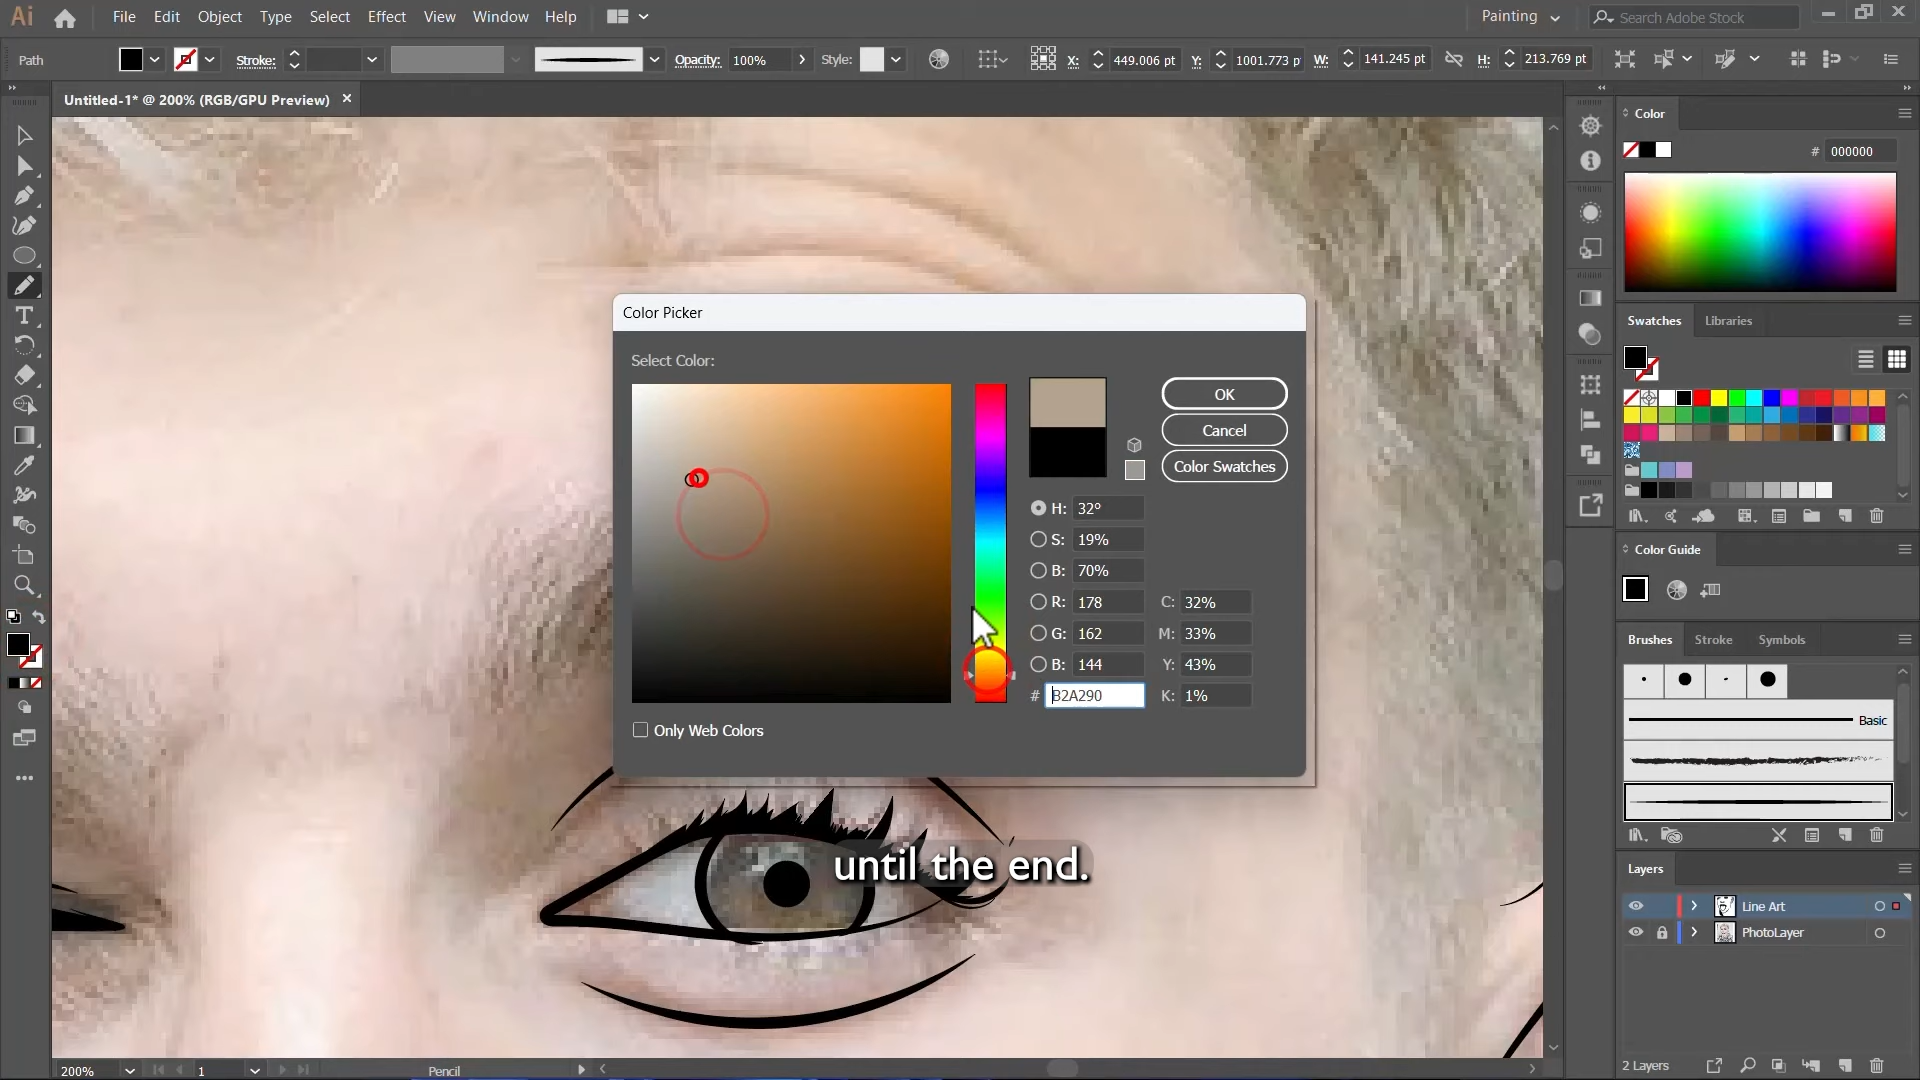 Ai File Edit Object Type Select Effect View Window Help Painting Search Adobe Stock
Path Stroke: Opacity: 100% Style: X: 449.006 pt Y: 1001.773 p W: 141.245 pt H: 213.769 pt
Untitled-1* @ 200% (RGB/GPU Preview)
Color
# 000000
Color Picker
Select Color:
OK
Cancel
Color Swatches
H: 32°
S: 19%
B: 70%
R: 178 C: 32%
G: 162 M: 33%
B: 144 Y: 43%
# B2A290 K: 1%
Only Web Colors
Swatches Libraries
Color Guide
Brushes Stroke Symbols
Basic
until the end.
Layers
Line Art
PhotoLayer
2 Layers
200% 1 Pencil